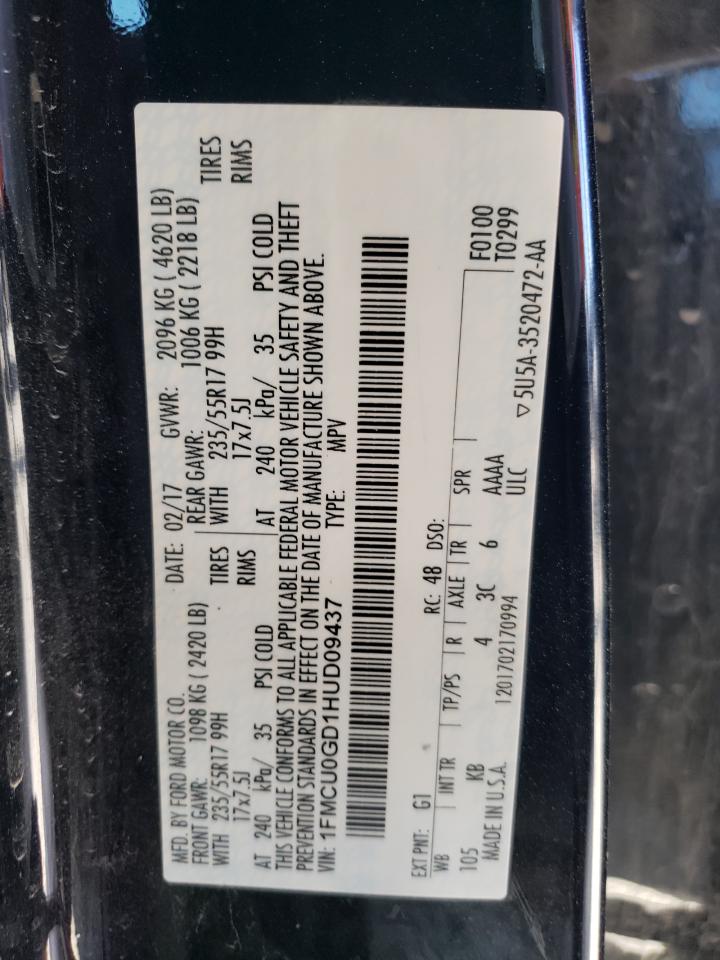 MFD. BY FORD MOTOR CO. DATE: 02/17 GVWR: 2096 KG ( 4620 LB)
FRONT GAWR: 1098 KG ( 2420 LB) REAR GAWR: 1006 KG ( 2218 LB)
WITH 235/55R17 99H TIRES WITH 235/55R17 99H TIRES
17x7.5J RIMS 17x7.5J RIMS
AT 240 kPa/ 35 PSI COLD AT 240 kPa/ 35 PSI COLD
THIS VEHICLE CONFORMS TO ALL APPLICABLE FEDERAL MOTOR VEHICLE SAFETY AND THEFT
PREVENTION STANDARDS IN EFFECT ON THE DATE OF MANUFACTURE SHOWN ABOVE.
VIN: 1FMCU0GD1HUD09437 TYPE: MPV
EXT PNT: G1 RC: 48 DSO: F0100
WB INT TR TP/PS R AXLE TR SPR T0299
105 KB 4 3C 6 AAAA
MADE IN U.S.A. 1201702170994 ULC
▽5U5A-3520472-AA